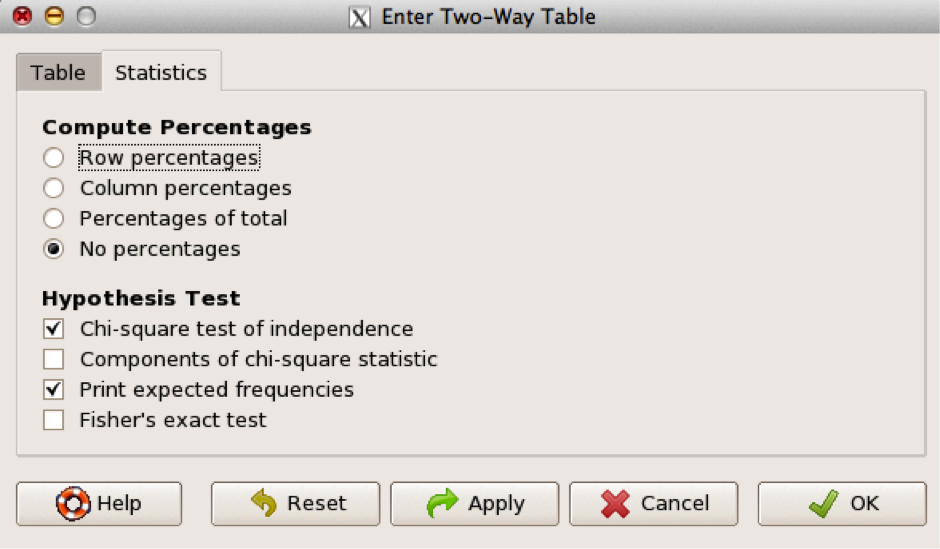 Enter Two-Way Table
Table Statistics
Compute Percentages
Row percentages
Column percentages
Percentages of total
No percentages
Hypothesis Test
Chi-square test of independence
Components of chi-square statistic
Print expected frequencies
Fisher's exact test
Help Reset Apply Cancel OK